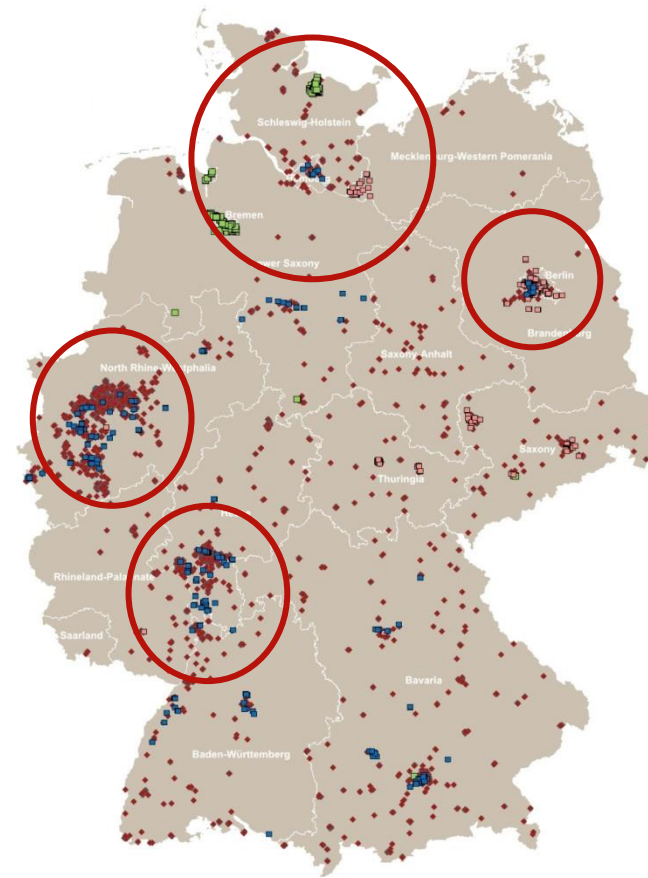 Schleswig-Holstein
Mecklenburg-Western Pomerania
Bremen
Lower Saxony
Berlin
Brandenburg
North Rhine-Westphalia
Saxony-Anhalt
Saxony
Thuringia
Rhineland-Palatinate
Saarland
Bavaria
Baden-Württemberg